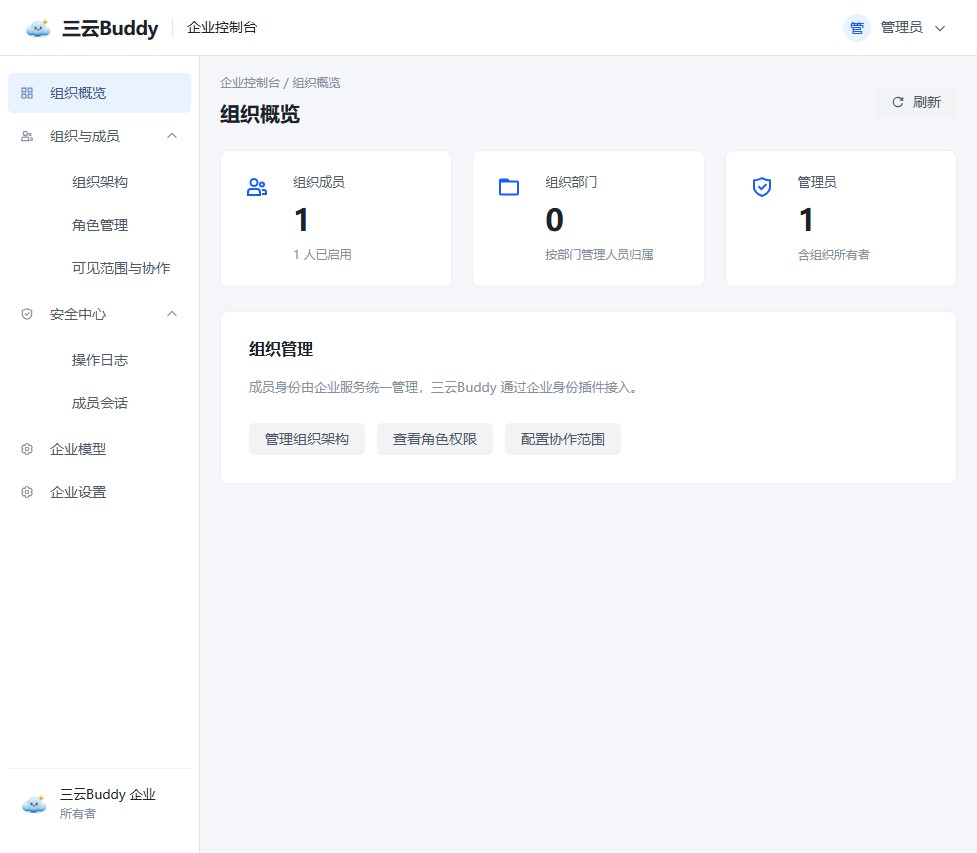 三云Buddy 企业控制台
管 管理员
组织概览
组织与成员
组织架构
角色管理
可见范围与协作
安全中心
操作日志
成员会话
企业模型
企业设置
三云Buddy 企业
所有者
企业控制台 / 组织概览
组织概览
刷新
组织成员
1
1 人已启用
组织部门
0
按部门管理人员归属
管理员
1
含组织所有者
组织管理
成员身份由企业服务统一管理，三云Buddy 通过企业身份插件接入。
管理组织架构 查看角色权限 配置协作范围